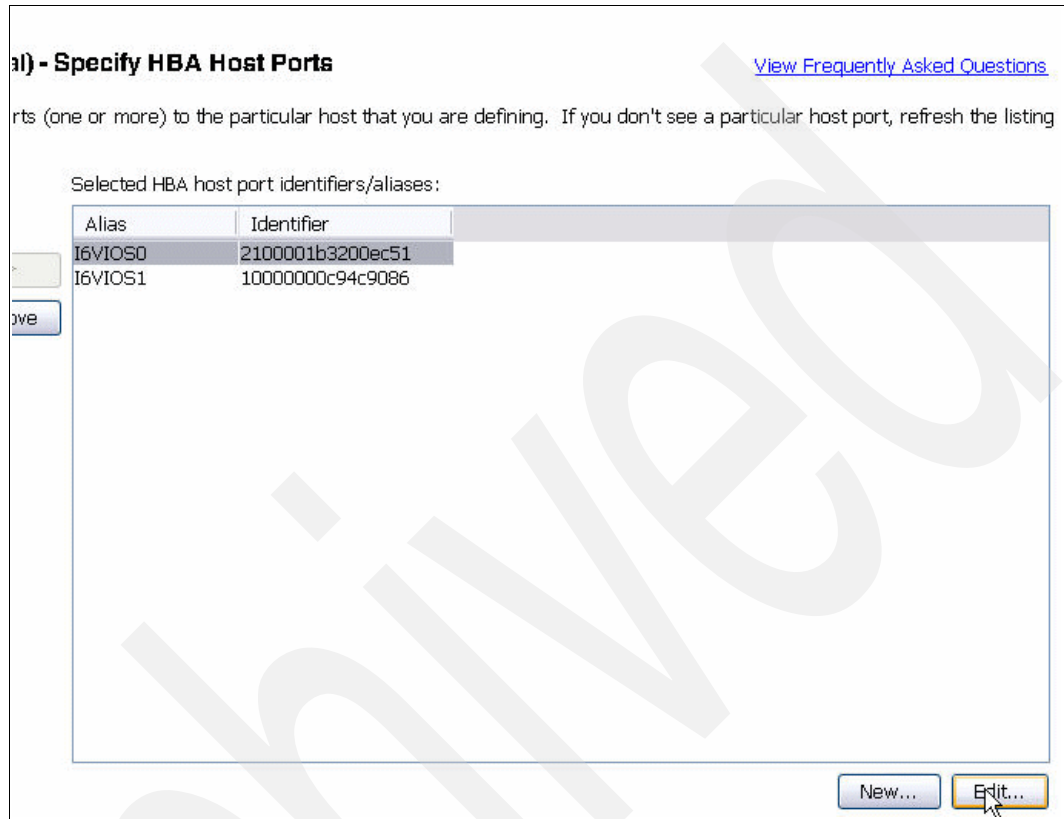 al) - Specify HBA Host Ports
View Frequently Asked Questions
rts (one or more) to the particular host that you are defining. If you don't see a particular host port, refresh the listing
Selected HBA host port identifiers/aliases:
Alias Identifier
I6VIOS0 2100001b3200ec51
I6VIOS1 10000000c94c9086
ove
New... Edit...
hived